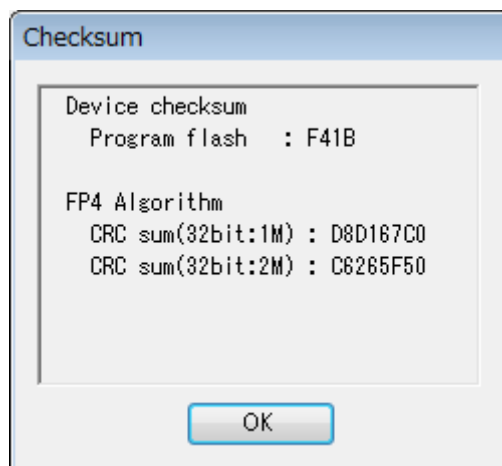 Checksum
Device checksum
Program flash : F41B
FP4 Algorithm
CRC sum(32bit:1M) : D8D167C0
CRC sum(32bit:2M) : C6265F50
OK